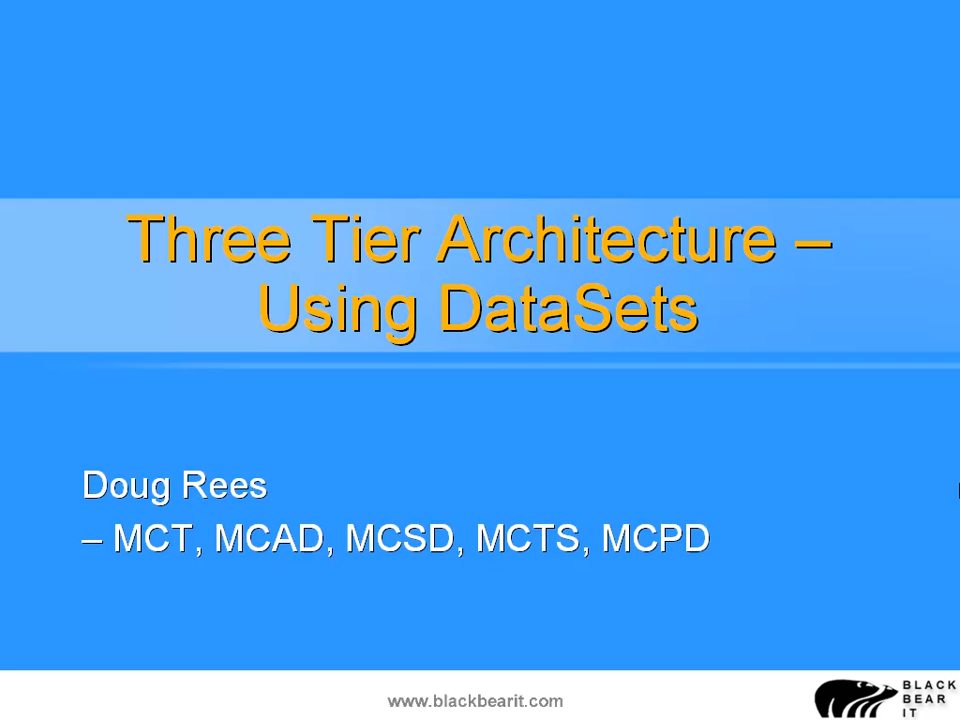 Three Tier Architecture –
Using DataSets
Doug Rees
– MCT, MCAD, MCSD, MCTS, MCPD
www.blackbearit.com
BLACK
BEAR
IT